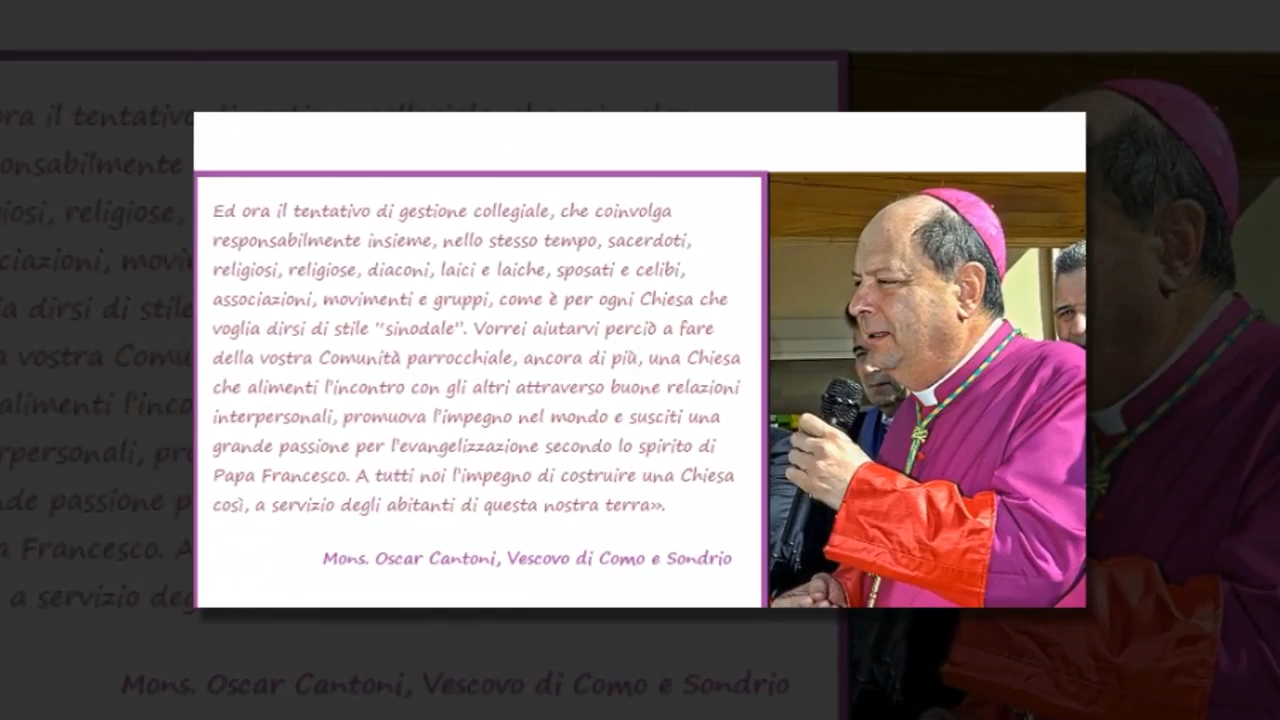 Ed ora il tentativo di gestione collegiale, che coinvolga
responsabilmente insieme, nello stesso tempo, sacerdoti,
religiosi, religiose, diaconi, laici e laiche, sposati e celibi,
associazioni, movimenti e gruppi, come è per ogni Chiesa che
voglia dirsi di stile "sinodale". Vorrei aiutarvi perciò a fare
della vostra Comunità parrocchiale, ancora di più, una Chiesa
che alimenti l'incontro con gli altri attraverso buone relazioni
interpersonali, promuova l'impegno nel mondo e susciti una
grande passione per l'evangelizzazione secondo lo spirito di
Papa Francesco. A tutti noi l'impegno di costruire una Chiesa
così, a servizio degli abitanti di questa nostra terra».
Mons. Oscar Cantoni, Vescovo di Como e Sondrio